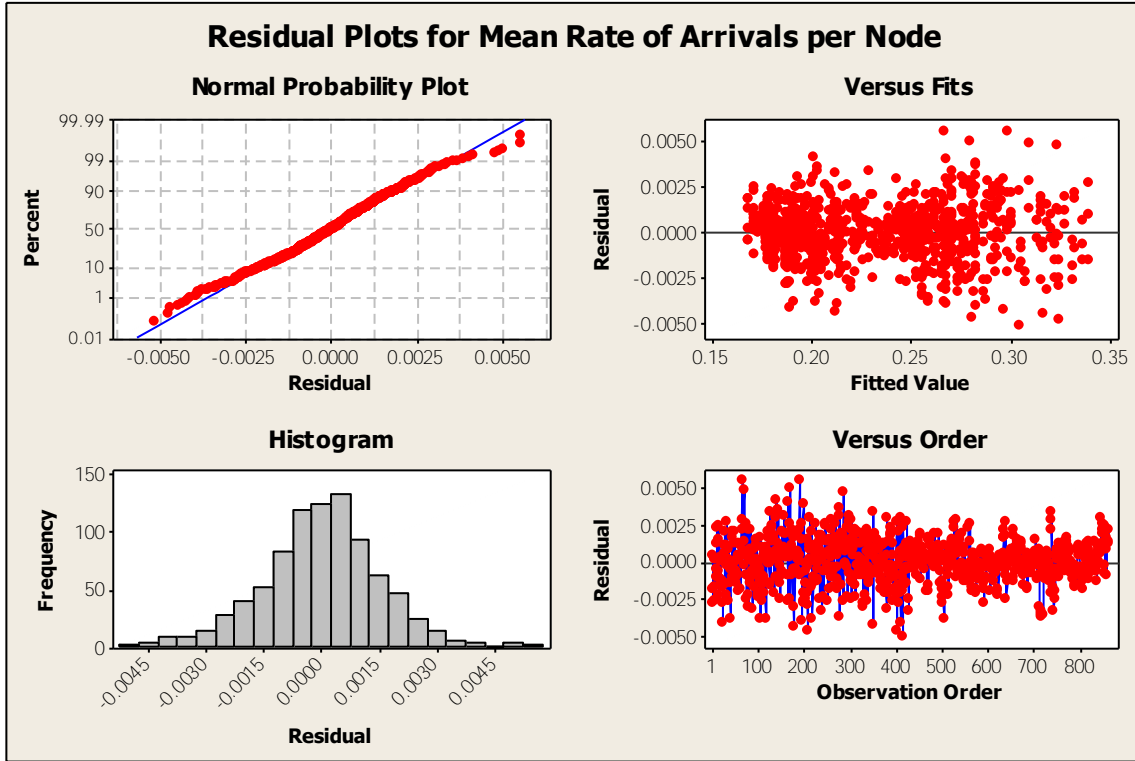 Residual Plots for Mean Rate of Arrivals per Node
Normal Probability Plot
99.99
99
90
50
10
1
0.01
Percent
-0.0050 -0.0025 0.0000 0.0025 0.0050
Residual
Versus Fits
0.0050
0.0025
0.0000
-0.0025
-0.0050
Residual
0.15 0.20 0.25 0.30 0.35
Fitted Value
Histogram
150
100
50
0
Frequency
-0.0045 -0.0030 -0.0015 0.0000 0.0015 0.0030 0.0045
Residual
Versus Order
0.0050
0.0025
0.0000
-0.0025
-0.0050
Residual
1 100 200 300 400 500 600 700 800
Observation Order